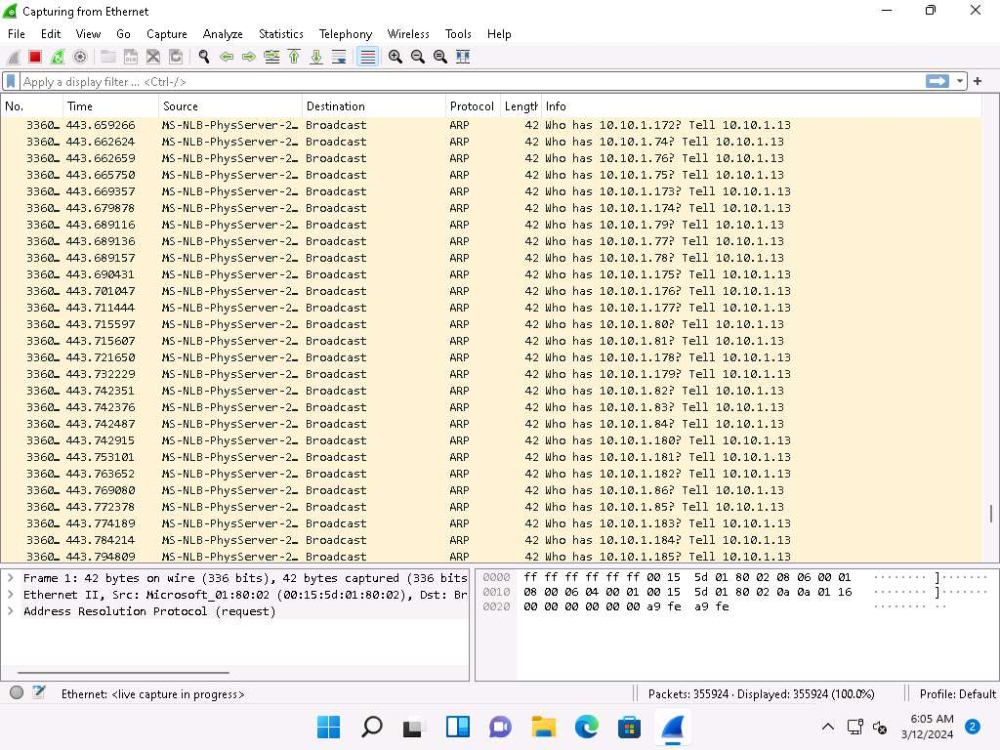 Capturing from Ethernet
File Edit View Go Capture Analyze Statistics Telephony Wireless Tools Help
Apply a display filter ... <Ctrl-/>
No. Time Source Destination Protocol Length Info
3360… 443.659266 MS-NLB-PhysServer-2… Broadcast ARP 42 Who has 10.10.1.172? Tell 10.10.1.13
3360… 443.662624 MS-NLB-PhysServer-2… Broadcast ARP 42 Who has 10.10.1.74? Tell 10.10.1.13
3360… 443.662659 MS-NLB-PhysServer-2… Broadcast ARP 42 Who has 10.10.1.76? Tell 10.10.1.13
3360… 443.665750 MS-NLB-PhysServer-2… Broadcast ARP 42 Who has 10.10.1.75? Tell 10.10.1.13
3360… 443.669357 MS-NLB-PhysServer-2… Broadcast ARP 42 Who has 10.10.1.173? Tell 10.10.1.13
3360… 443.679878 MS-NLB-PhysServer-2… Broadcast ARP 42 Who has 10.10.1.174? Tell 10.10.1.13
3360… 443.689116 MS-NLB-PhysServer-2… Broadcast ARP 42 Who has 10.10.1.79? Tell 10.10.1.13
3360… 443.689136 MS-NLB-PhysServer-2… Broadcast ARP 42 Who has 10.10.1.77? Tell 10.10.1.13
3360… 443.689157 MS-NLB-PhysServer-2… Broadcast ARP 42 Who has 10.10.1.78? Tell 10.10.1.13
3360… 443.690431 MS-NLB-PhysServer-2… Broadcast ARP 42 Who has 10.10.1.175? Tell 10.10.1.13
3360… 443.701047 MS-NLB-PhysServer-2… Broadcast ARP 42 Who has 10.10.1.176? Tell 10.10.1.13
3360… 443.711444 MS-NLB-PhysServer-2… Broadcast ARP 42 Who has 10.10.1.177? Tell 10.10.1.13
3360… 443.715597 MS-NLB-PhysServer-2… Broadcast ARP 42 Who has 10.10.1.80? Tell 10.10.1.13
3360… 443.715607 MS-NLB-PhysServer-2… Broadcast ARP 42 Who has 10.10.1.81? Tell 10.10.1.13
3360… 443.721650 MS-NLB-PhysServer-2… Broadcast ARP 42 Who has 10.10.1.178? Tell 10.10.1.13
3360… 443.732229 MS-NLB-PhysServer-2… Broadcast ARP 42 Who has 10.10.1.179? Tell 10.10.1.13
3360… 443.742351 MS-NLB-PhysServer-2… Broadcast ARP 42 Who has 10.10.1.82? Tell 10.10.1.13
3360… 443.742376 MS-NLB-PhysServer-2… Broadcast ARP 42 Who has 10.10.1.83? Tell 10.10.1.13
3360… 443.742487 MS-NLB-PhysServer-2… Broadcast ARP 42 Who has 10.10.1.84? Tell 10.10.1.13
3360… 443.742915 MS-NLB-PhysServer-2… Broadcast ARP 42 Who has 10.10.1.180? Tell 10.10.1.13
3360… 443.753101 MS-NLB-PhysServer-2… Broadcast ARP 42 Who has 10.10.1.181? Tell 10.10.1.13
3360… 443.763652 MS-NLB-PhysServer-2… Broadcast ARP 42 Who has 10.10.1.182? Tell 10.10.1.13
3360… 443.769080 MS-NLB-PhysServer-2… Broadcast ARP 42 Who has 10.10.1.86? Tell 10.10.1.13
3360… 443.772378 MS-NLB-PhysServer-2… Broadcast ARP 42 Who has 10.10.1.85? Tell 10.10.1.13
3360… 443.774189 MS-NLB-PhysServer-2… Broadcast ARP 42 Who has 10.10.1.183? Tell 10.10.1.13
3360… 443.784214 MS-NLB-PhysServer-2… Broadcast ARP 42 Who has 10.10.1.184? Tell 10.10.1.13
3360… 443.794809 MS-NLB-PhysServer-2… Broadcast ARP 42 Who has 10.10.1.185? Tell 10.10.1.13
Frame 1: 42 bytes on wire (336 bits), 42 bytes captured (336 bits
Ethernet II, Src: Microsoft_01:80:02 (00:15:5d:01:80:02), Dst: Br
Address Resolution Protocol (request)
0000 ff ff ff ff ff ff 00 15 5d 01 80 02 08 06 00 01 ········ ]·······
0010 08 00 06 04 00 01 00 15 5d 01 80 02 0a 0a 01 16 ········ ]·······
0020 00 00 00 00 00 00 a9 fe a9 fe ········ ··
Ethernet: <live capture in progress>
Packets: 355924 · Displayed: 355924 (100.0%)
Profile: Default
6:05 AM
3/12/2024
2